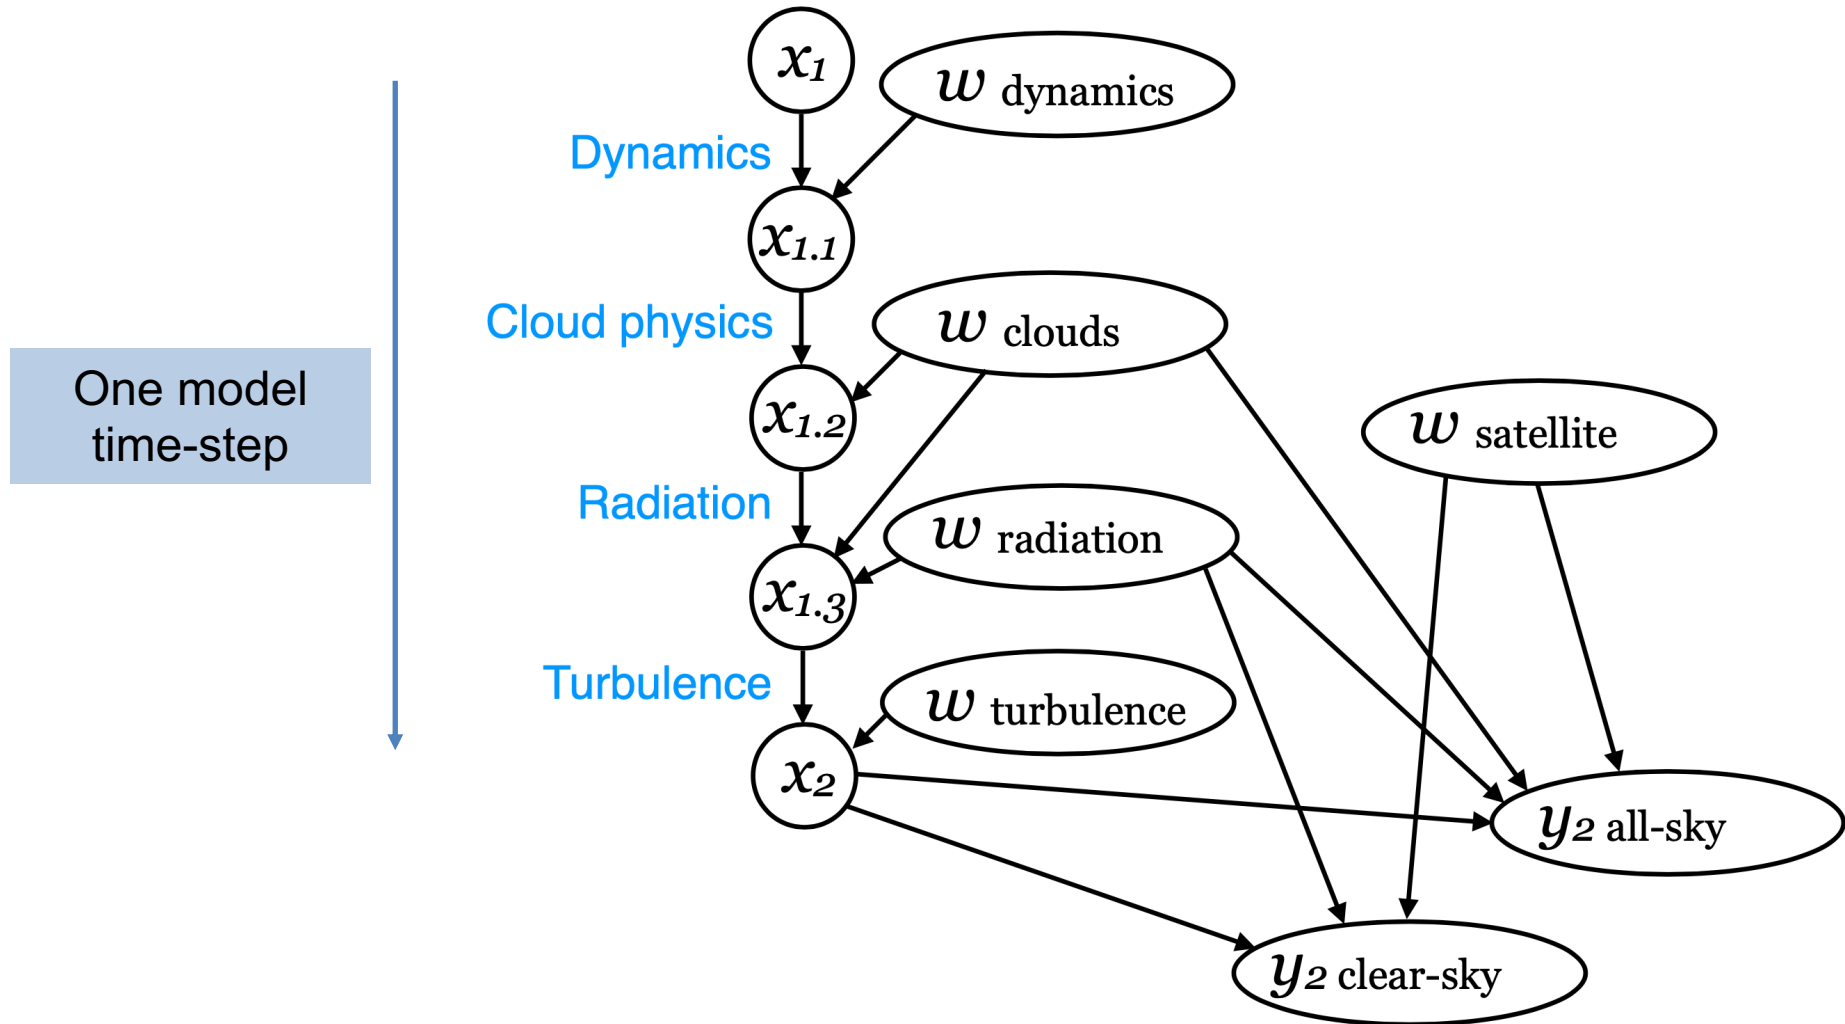 x1
w dynamics
Dynamics
x1.1
Cloud physics
w clouds
One model
time-step
x1.2
w satellite
Radiation
w radiation
x1.3
Turbulence
w turbulence
x2
y2 all-sky
y2 clear-sky